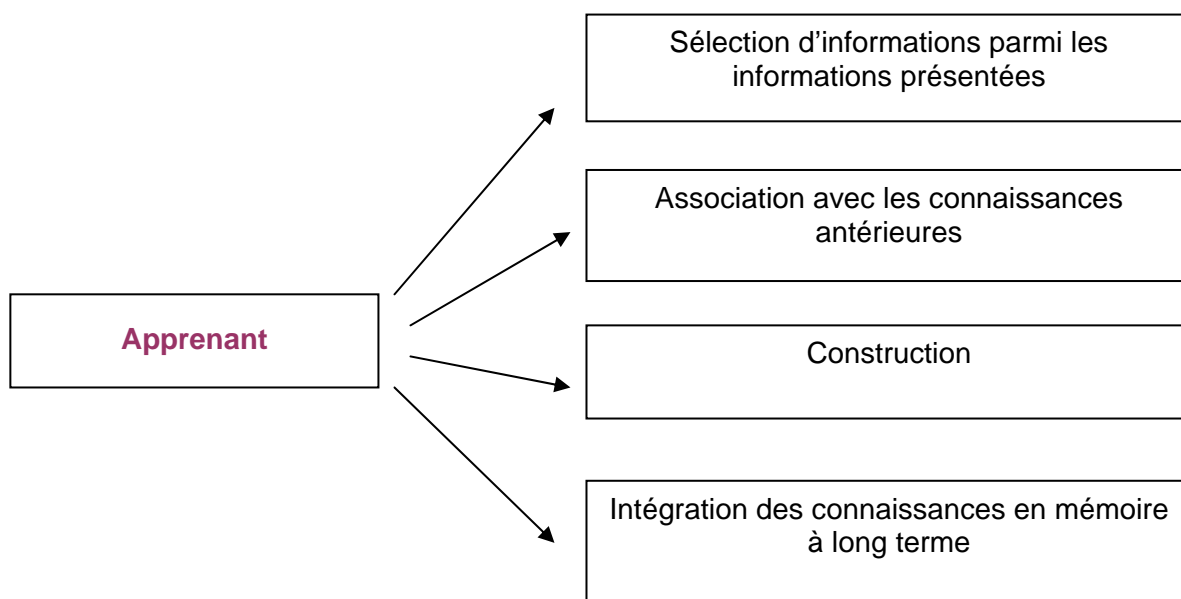 Sélection d’informations parmi les
informations présentées
Association avec les connaissances
antérieures
Apprenant
Construction
Intégration des connaissances en mémoire
à long terme